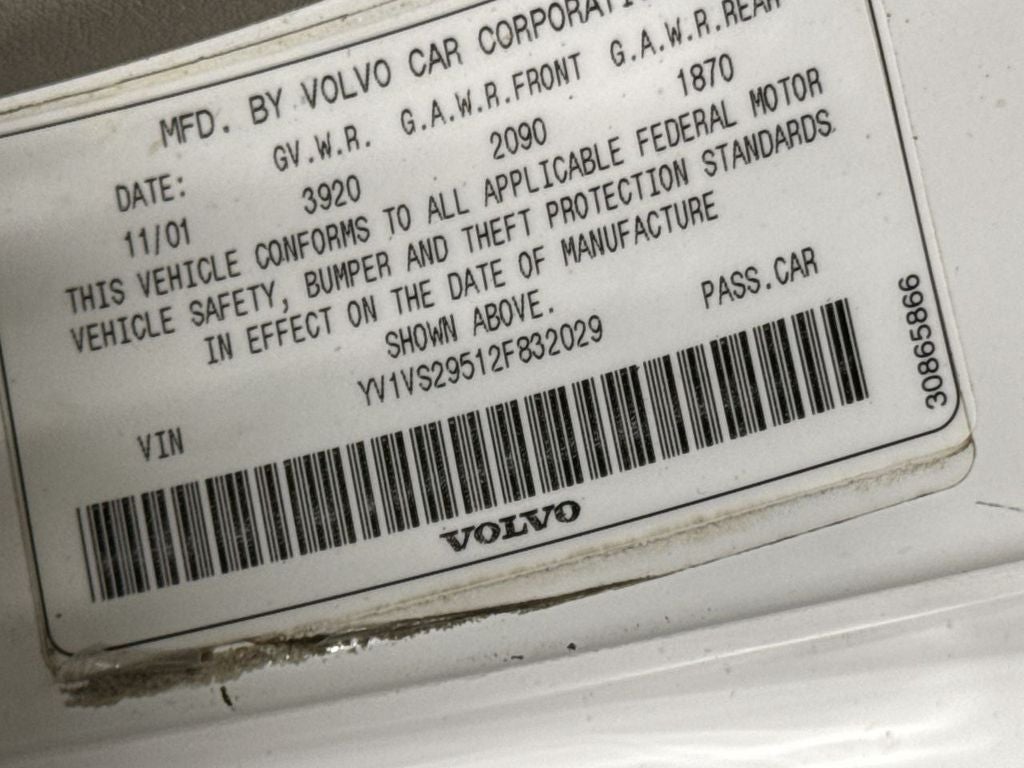 MFD. BY VOLVO CAR
GV.W.R. G.A.W.R.FRONT G.A.W.R.REAR
DATE: 3920 2090 1870
11/01
THIS VEHICLE CONFORMS TO ALL APPLICABLE FEDERAL MOTOR
VEHICLE SAFETY, BUMPER AND THEFT PROTECTION STANDARDS
IN EFFECT ON THE DATE OF MANUFACTURE
SHOWN ABOVE.
VIN YV1VS29512F832029 PASS.CAR
VOLVO
30865866